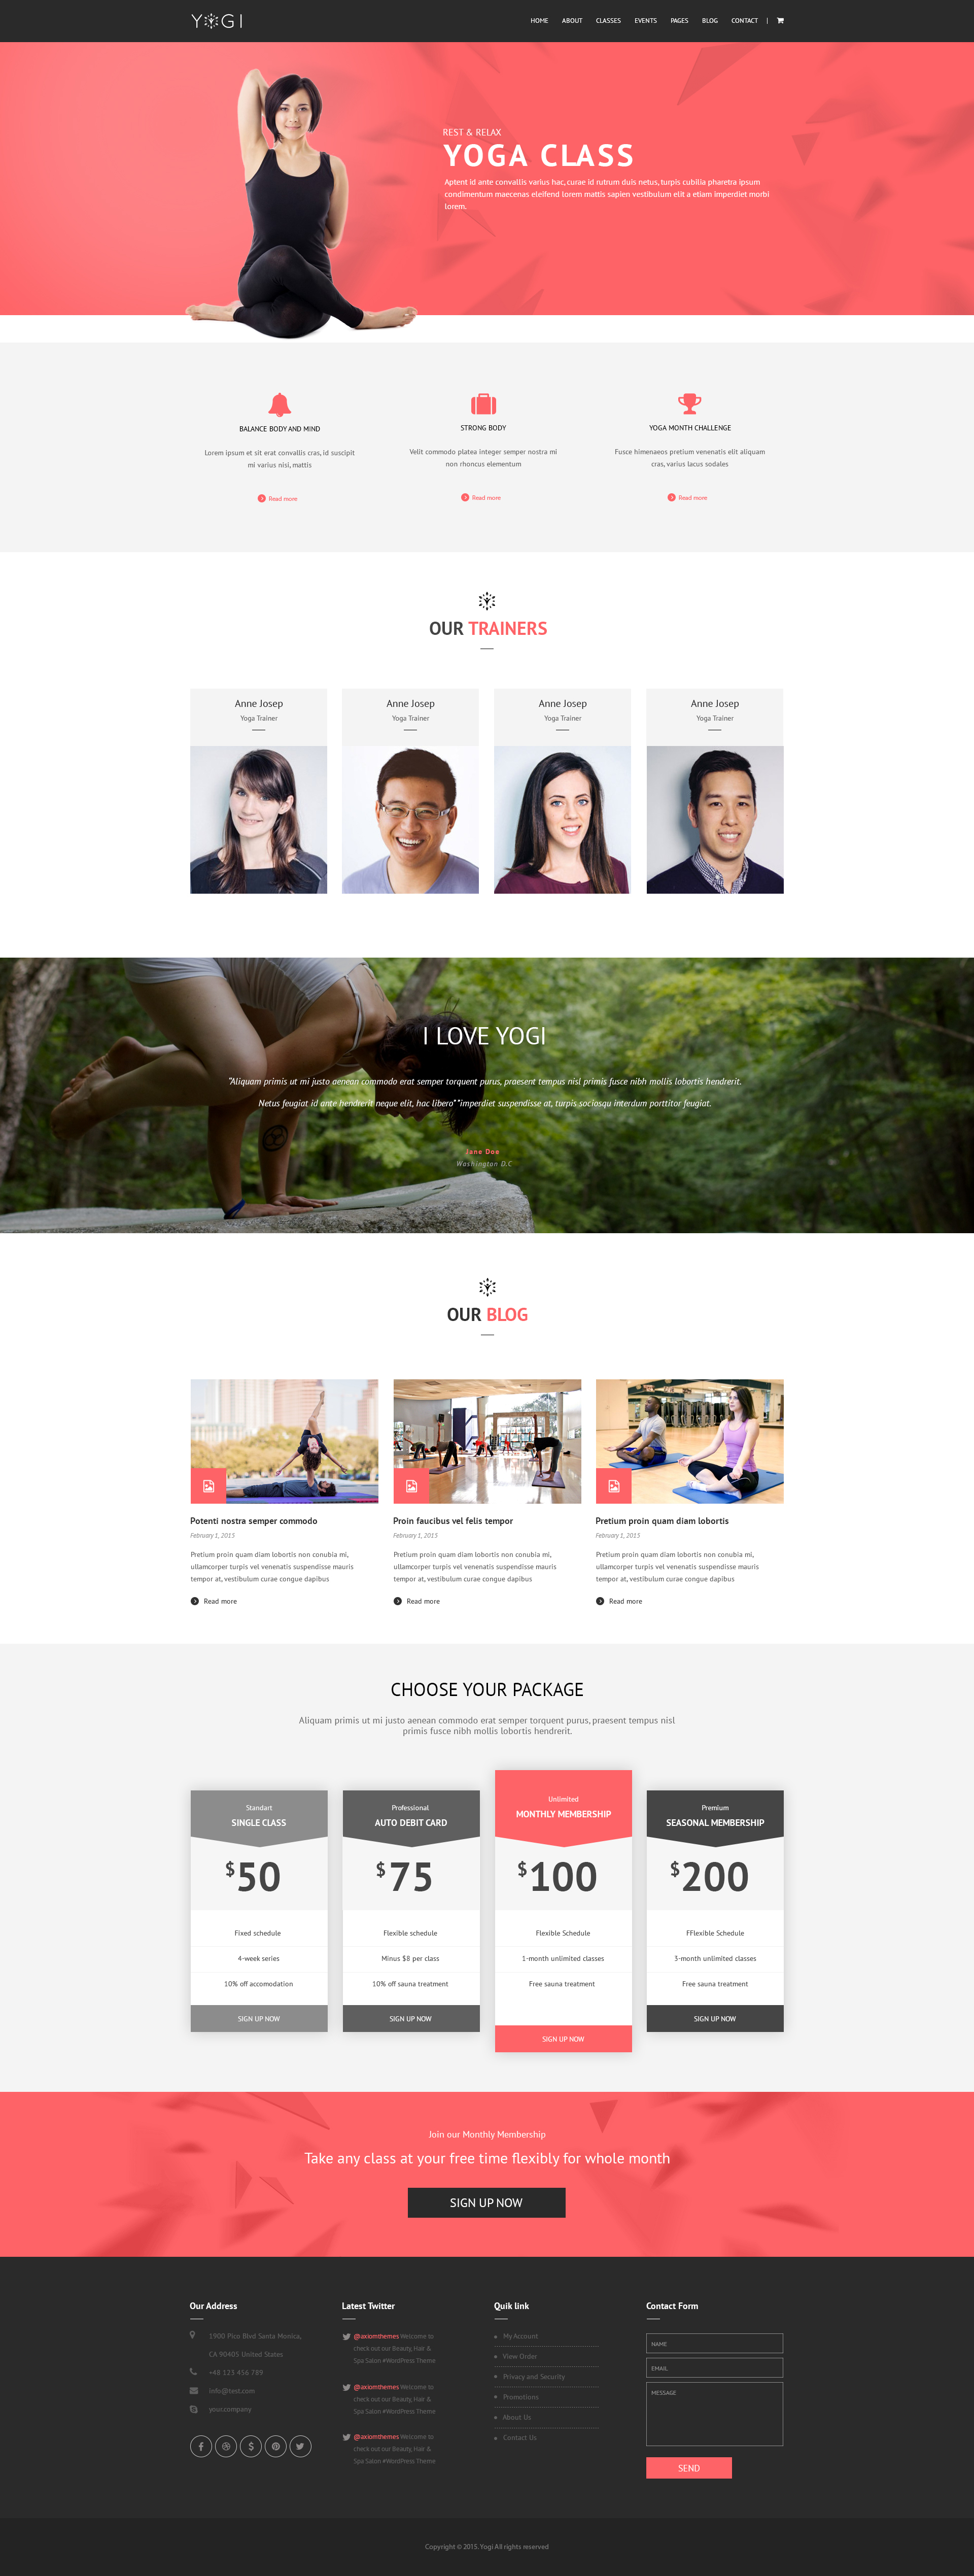 YOGI
HOME ABOUT CLASSES EVENTS PAGES BLOG CONTACT |
REST & RELAX
YOGA CLASS
Aptent id ante convallis varius hac, curae id rutrum duis netus, turpis cubilia pharetra ipsum
condimentum maecenas eleifend lorem mattis sapien vestibulum elit a etiam imperdiet morbi
lorem.
BALANCE BODY AND MIND
Lorem ipsum et sit erat convallis cras, id suscipit
mi varius nisi, mattis
Read more
STRONG BODY
Velit commodo platea integer semper nostra mi
non rhoncus elementum
Read more
YOGA MONTH CHALLENGE
Fusce himenaeos pretium venenatis elit aliquam
cras, varius lacus sodales
Read more
OUR TRAINERS
Anne Josep
Yoga Trainer
Anne Josep
Yoga Trainer
Anne Josep
Yoga Trainer
Anne Josep
Yoga Trainer
I LOVE YOGI
"Aliquam primis ut mi justo aenean commodo erat semper torquent purus, praesent tempus nisl primis fusce nibh mollis lobortis hendrerit.
Netus feugiat id ante hendrerit neque elit, hac libero" "imperdiet suspendisse at, turpis sociosqu interdum porttitor feugiat.
Jane Doe
Washington D.C
OUR BLOG
Potenti nostra semper commodo
February 1, 2015
Pretium proin quam diam lobortis non conubia mi,
ullamcorper turpis vel venenatis suspendisse mauris
tempor at, vestibulum curae congue dapibus
Read more
Proin faucibus vel felis tempor
February 1, 2015
Pretium proin quam diam lobortis non conubia mi,
ullamcorper turpis vel venenatis suspendisse mauris
tempor at, vestibulum curae congue dapibus
Read more
Pretium proin quam diam lobortis
February 1, 2015
Pretium proin quam diam lobortis non conubia mi,
ullamcorper turpis vel venenatis suspendisse mauris
tempor at, vestibulum curae congue dapibus
Read more
CHOOSE YOUR PACKAGE
Aliquam primis ut mi justo aenean commodo erat semper torquent purus, praesent tempus nisl
primis fusce nibh mollis lobortis hendrerit.
Standart
SINGLE CLASS
$50
Fixed schedule
4-week series
10% off accomodation
SIGN UP NOW
Professional
AUTO DEBIT CARD
$75
Flexible schedule
Minus $8 per class
10% off sauna treatment
SIGN UP NOW
Unlimited
MONTHLY MEMBERSHIP
$100
Flexible Schedule
1-month unlimited classes
Free sauna treatment
SIGN UP NOW
Premium
SEASONAL MEMBERSHIP
$200
FFlexible Schedule
3-month unlimited classes
Free sauna treatment
SIGN UP NOW
Join our Monthly Membership
Take any class at your free time flexibly for whole month
SIGN UP NOW
Our Address
1900 Pico Blvd Santa Monica,
CA 90405 United States
+48 123 456 789
info@test.com
your.company
Latest Twitter
@axiomthemes Welcome to
check out our Beauty, Hair &
Spa Salon #WordPress Theme
@axiomthemes Welcome to
check out our Beauty, Hair &
Spa Salon #WordPress Theme
@axiomthemes Welcome to
check out our Beauty, Hair &
Spa Salon #WordPress Theme
Quik link
My Account
View Order
Privacy and Security
Promotions
About Us
Contact Us
Contact Form
NAME
EMAIL
MESSAGE
SEND
Copyright © 2015. Yogi All rights reserved